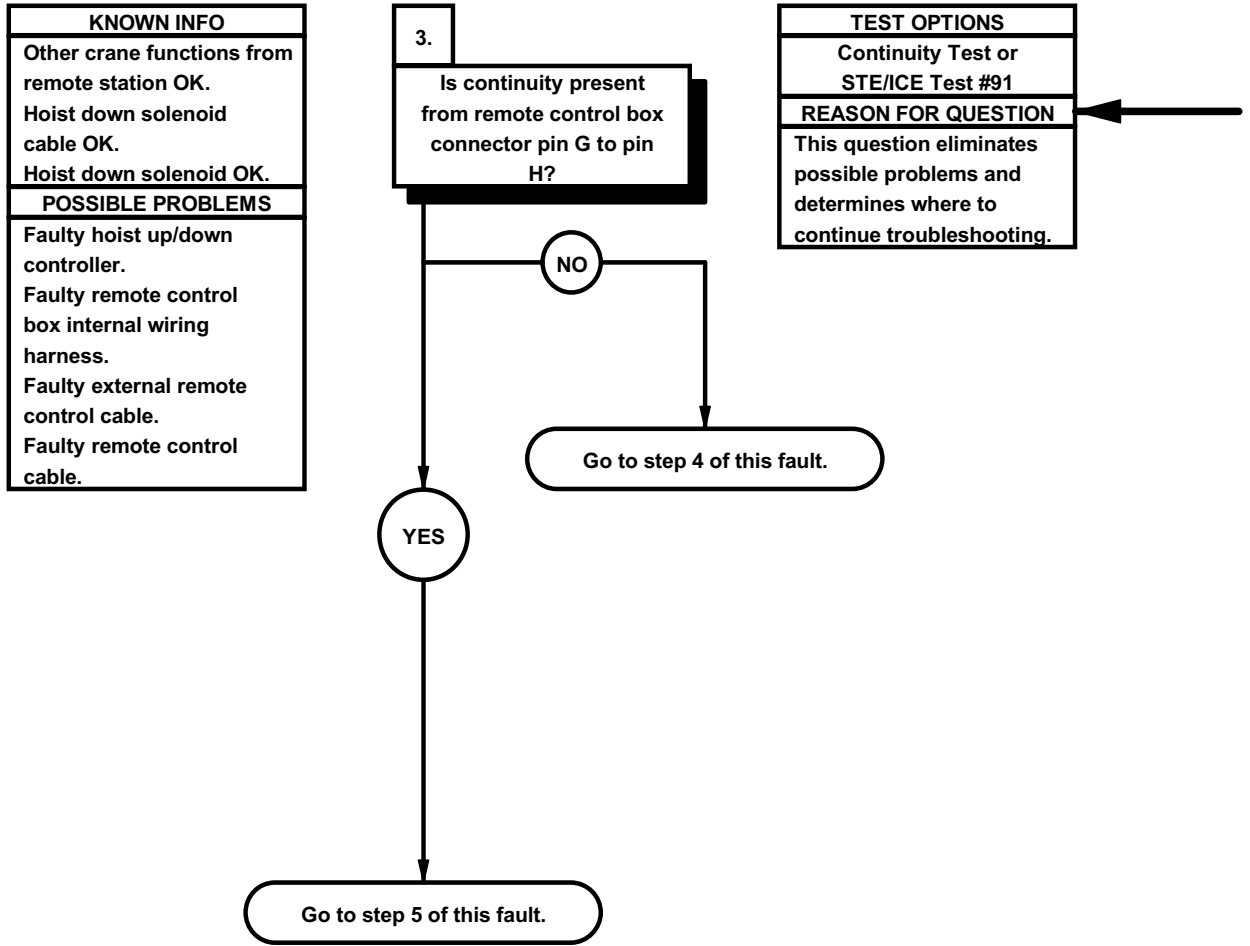 KNOWN INFO
Other crane functions from
remote station OK.
Hoist down solenoid
cable OK.
Hoist down solenoid OK.
POSSIBLE PROBLEMS
Faulty hoist up/down
controller.
Faulty remote control
box internal wiring
harness.
Faulty external remote
control cable.
Faulty remote control
cable.
3.
Is continuity present
from remote control box
connector pin G to pin
H?
NO
Go to step 4 of this fault.
YES
Go to step 5 of this fault.
TEST OPTIONS
Continuity Test or
STE/ICE Test #91
REASON FOR QUESTION
This question eliminates
possible problems and
determines where to
continue troubleshooting.